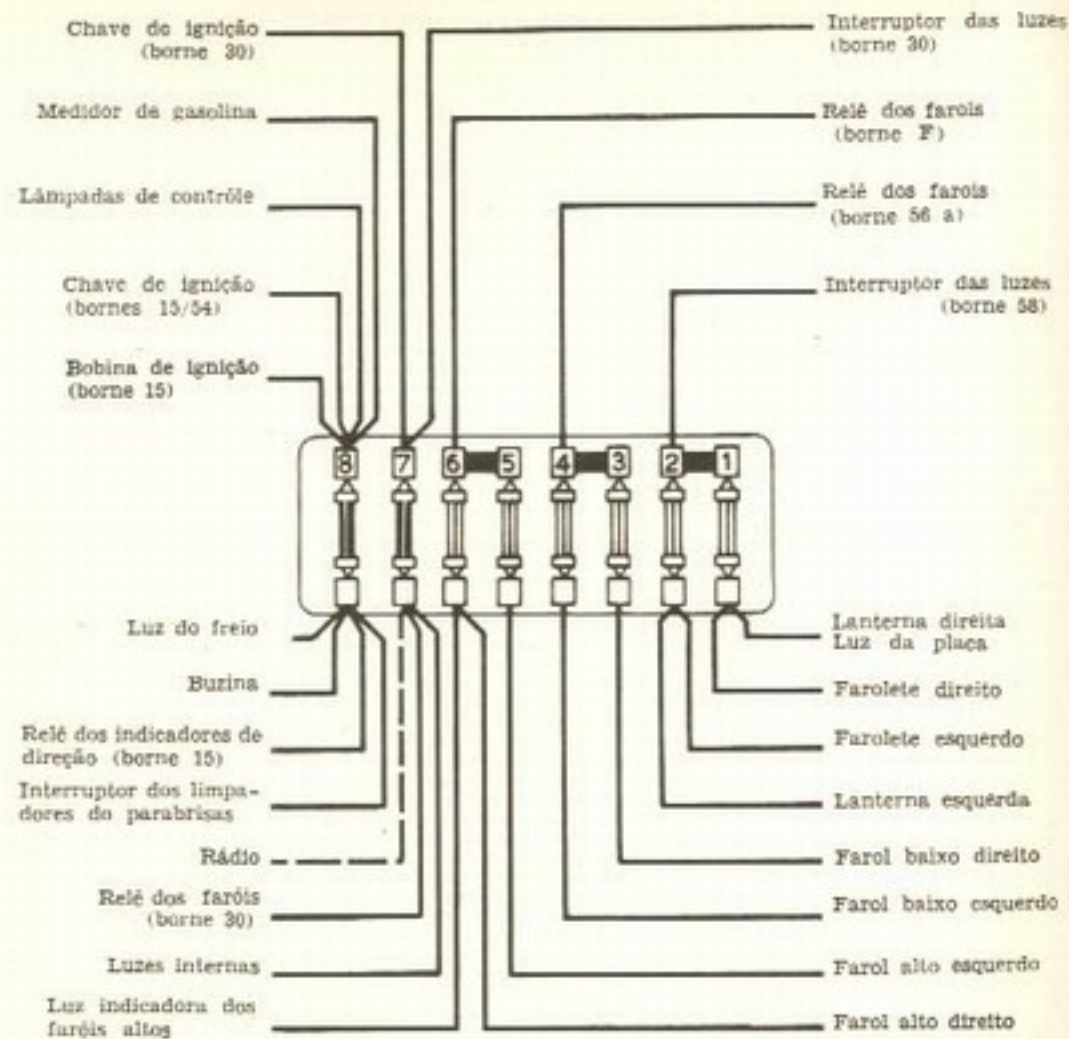 Chave de ignição
(borne 30)
Medidor de gasolina
Lâmpadas de contrôle
Chave de ignição
(bornes 15/54)
Bobina de ignição
(borne 15)
Interruptor das luzes
(borne 30)
Relê dos farois
(borne F)
Relê dos farois
(borne 56 a)
Interruptor das luzes
(borne 58)
8 7 6 5 4 3 2 1
Luz do freio
Buzina
Relê dos indicadores de
direção (borne 15)
Interruptor dos limpa-
dores do parabrisas
Rádio
Relê dos faróis
(borne 30)
Luzes internas
Luz indicadora dos
faróis altos
Lanterna direita
Luz da placa
Farolete direito
Farolete esquerdo
Lanterna esquerda
Farol baixo direito
Farol baixo esquerdo
Farol alto esquerdo
Farol alto direito